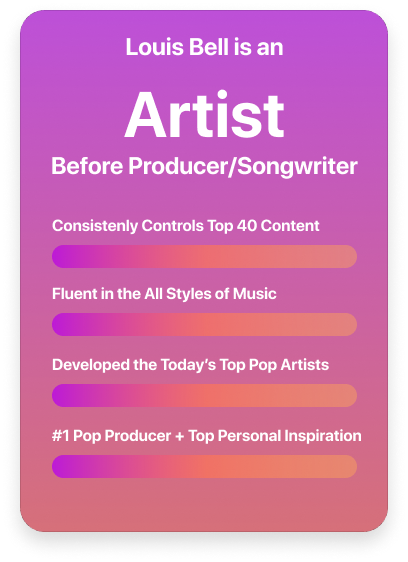 Louis Bell is an
Artist
Before Producer/Songwriter
Consistenly Controls Top 40 Content
Fluent in the All Styles of Music
Developed the Today’s Top Pop Artists
#1 Pop Producer + Top Personal Inspiration